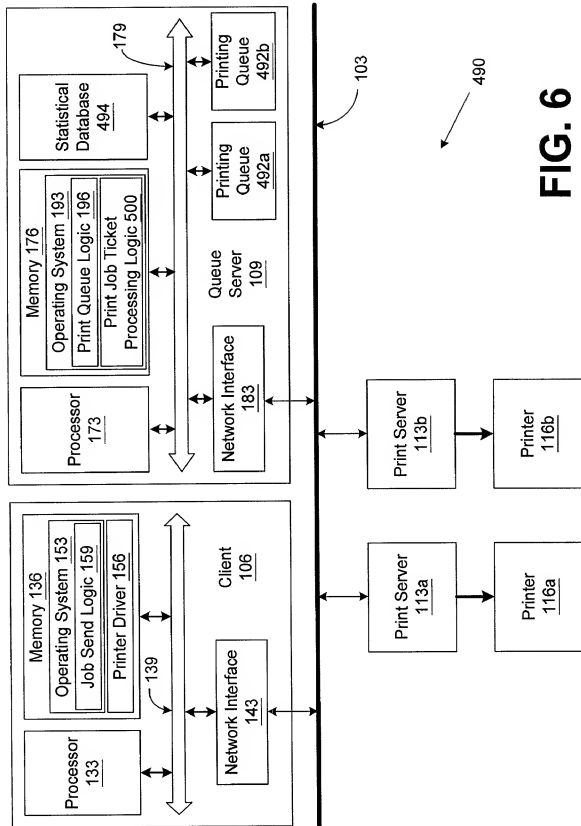 Processor
133
Memory 136
Operating System 153
Job Send Logic 159
Printer Driver 156
139
Client
106
Network Interface
143
Processor
173
Memory 176
Operating System 193
Print Queue Logic 196
Print Job Ticket
Processing Logic 500
Statistical
Database
494
179
Network Interface
183
Queue
Server
109
Printing
Queue
492a
Printing
Queue
492b
103
Print Server
113a
Print Server
113b
Printer
116a
Printer
116b
490
FIG. 6